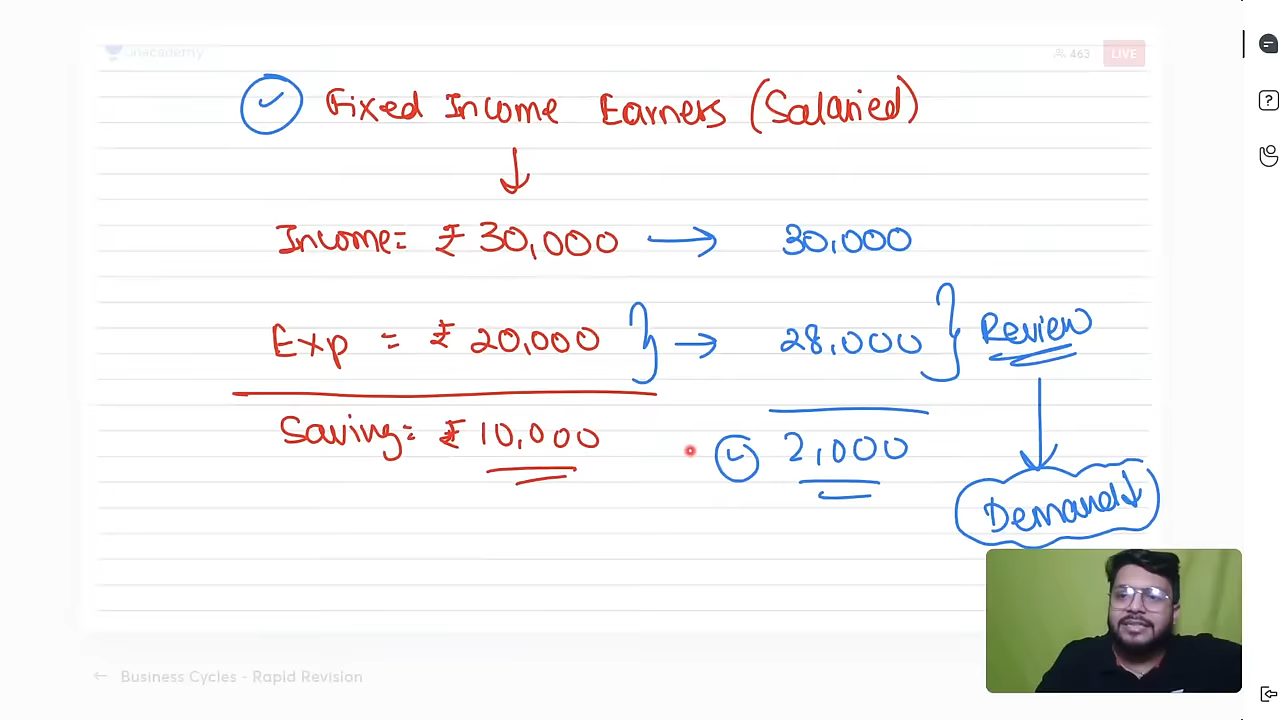 unacademy
463 LIVE
Fixed Income Earners (Salaried)
Income = ₹ 30,000 → 30,000
Exp = ₹ 20,000 } → 28,000 } Review
Saving = ₹ 10,000 2,000
Demand↓
← Business Cycles - Rapid Revision